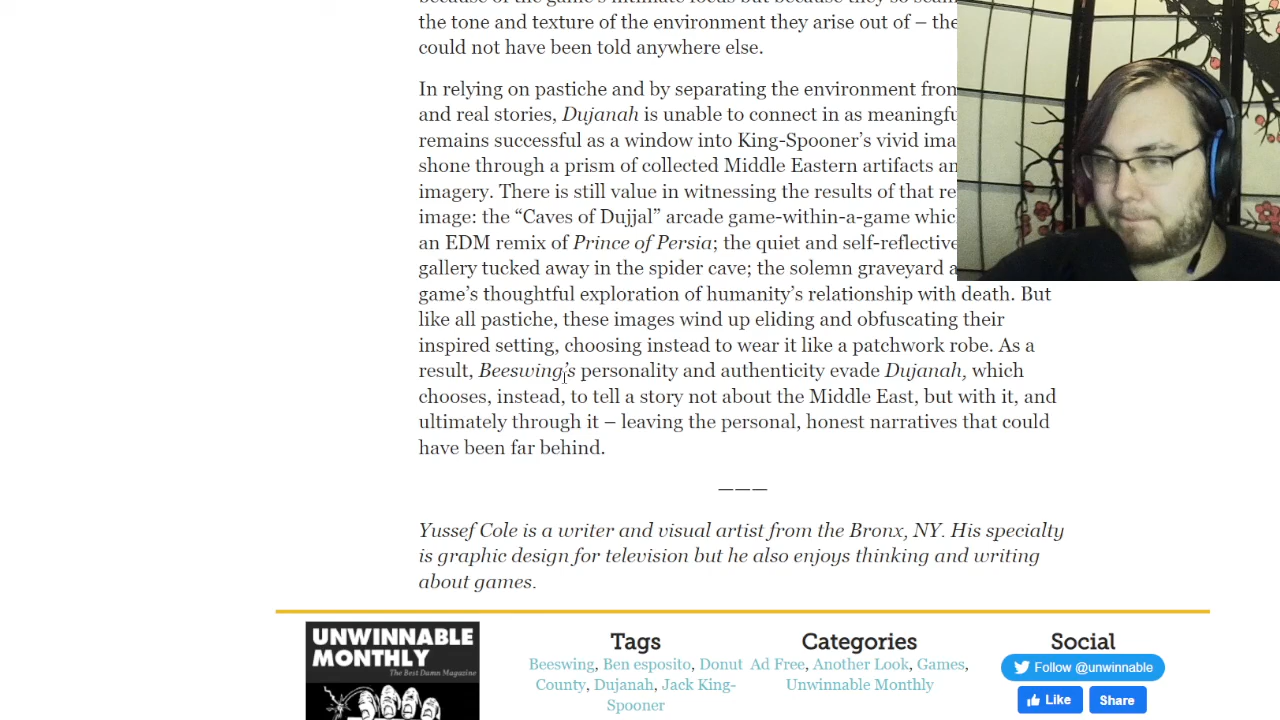 because of the game's intimate focus but because they so seam
the tone and texture of the environment they arise out of – the
could not have been told anywhere else.
In relying on pastiche and by separating the environment from
and real stories, Dujanah is unable to connect in as meaningfu
remains successful as a window into King-Spooner's vivid ima
shone through a prism of collected Middle Eastern artifacts an
imagery. There is still value in witnessing the results of that re
image: the “Caves of Dujjal” arcade game-within-a-game whic
an EDM remix of Prince of Persia; the quiet and self-reflective
gallery tucked away in the spider cave; the solemn graveyard a
game's thoughtful exploration of humanity's relationship with death. But
like all pastiche, these images wind up eliding and obfuscating their
inspired setting, choosing instead to wear it like a patchwork robe. As a
result, Beeswing's personality and authenticity evade Dujanah, which
chooses, instead, to tell a story not about the Middle East, but with it, and
ultimately through it – leaving the personal, honest narratives that could
have been far behind.
———
Yussef Cole is a writer and visual artist from the Bronx, NY. His specialty
is graphic design for television but he also enjoys thinking and writing
about games.
UNWINNABLE
MONTHLY
The Best Damn Magazine
Tags
Beeswing, Ben esposito, Donut
County, Dujanah, Jack King-
Spooner
Categories
Ad Free, Another Look, Games,
Unwinnable Monthly
Social
Follow @unwinnable
Like
Share